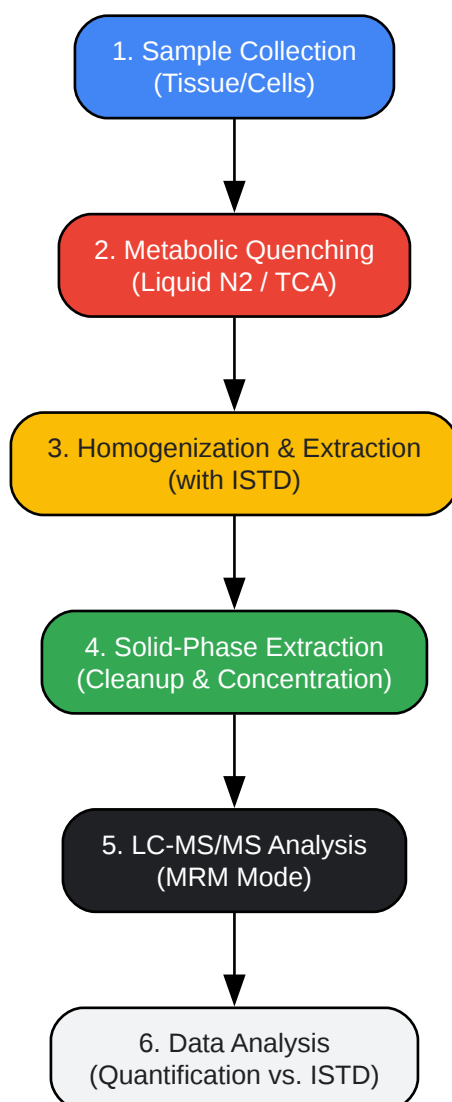 1. Sample Collection
(Tissue/Cells)
2. Metabolic Quenching
(Liquid N2 / TCA)
3. Homogenization & Extraction
(with ISTD)
4. Solid-Phase Extraction
(Cleanup & Concentration)
5. LC-MS/MS Analysis
(MRM Mode)
6. Data Analysis
(Quantification vs. ISTD)